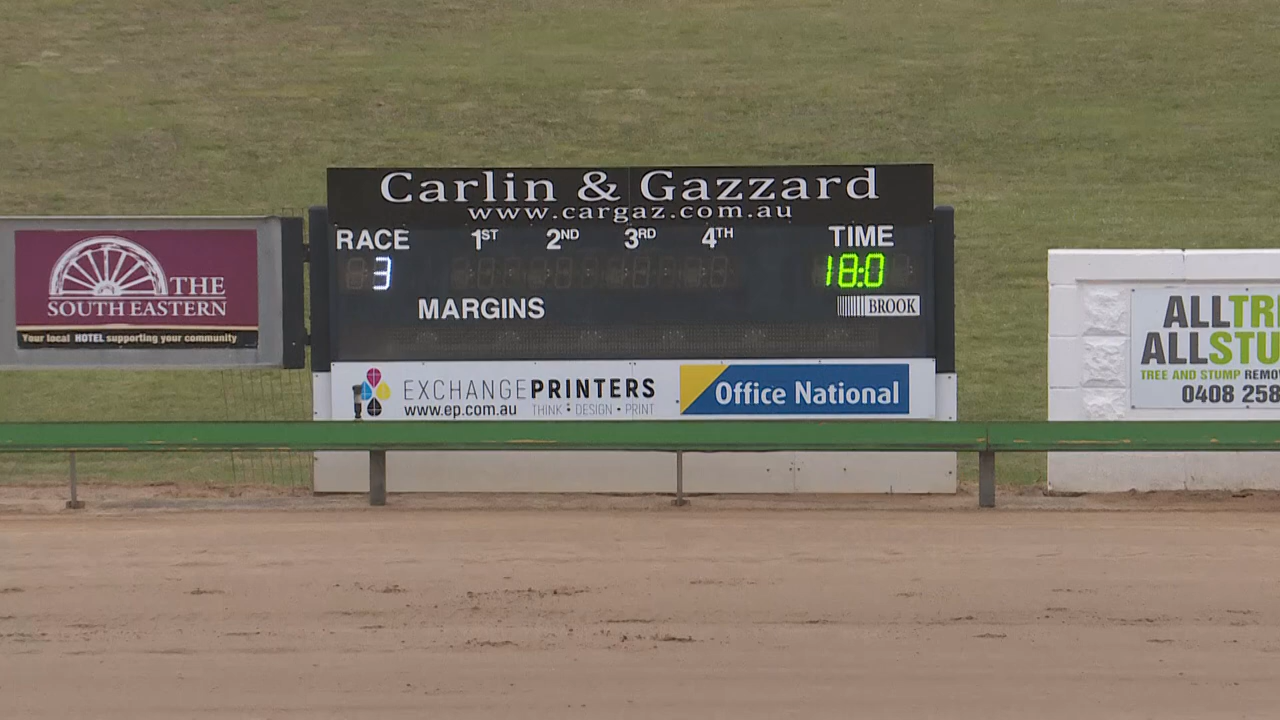 Carlin & Gazzard
www.cargaz.com.au
RACE 1ST 2ND 3RD 4TH TIME
3 18:0
MARGINS
BROOK
THE
SOUTH EASTERN
Your local HOTEL supporting your community
EXCHANGEPRINTERS
www.ep.com.au THINK : DESIGN • PRINT
Office National
ALLTR
ALLSTU
TREE AND STUMP REMO
0408 258